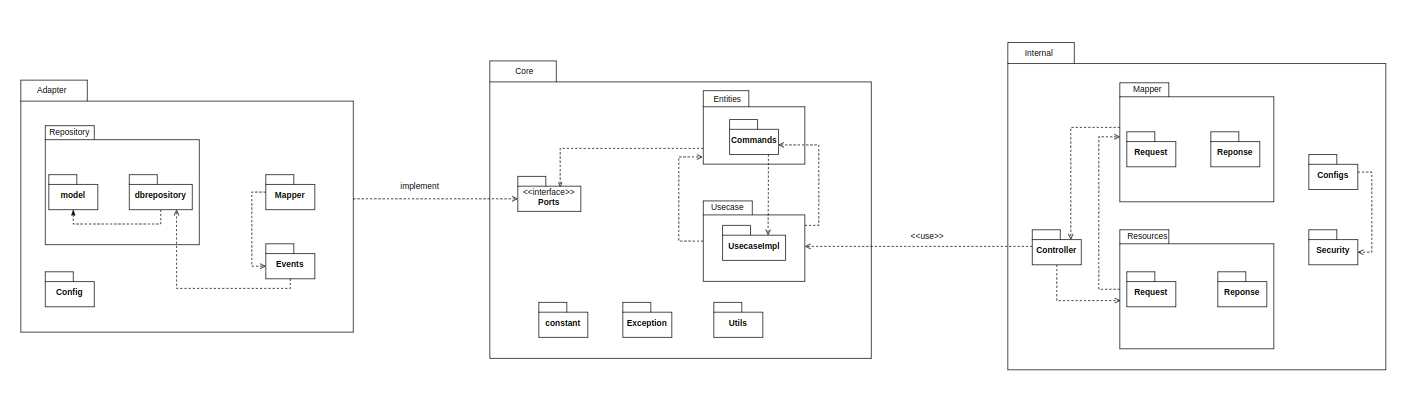 Adapter
Repository
model
dbrepository
Mapper
Events
Config
implement
Core
Entities
Commands
<<interface>>
Ports
Usecase
UsecaseImpl
constant
Exception
Utils
<<use>>
Internal
Mapper
Request
Reponse
Configs
Controller
Resources
Request
Reponse
Security